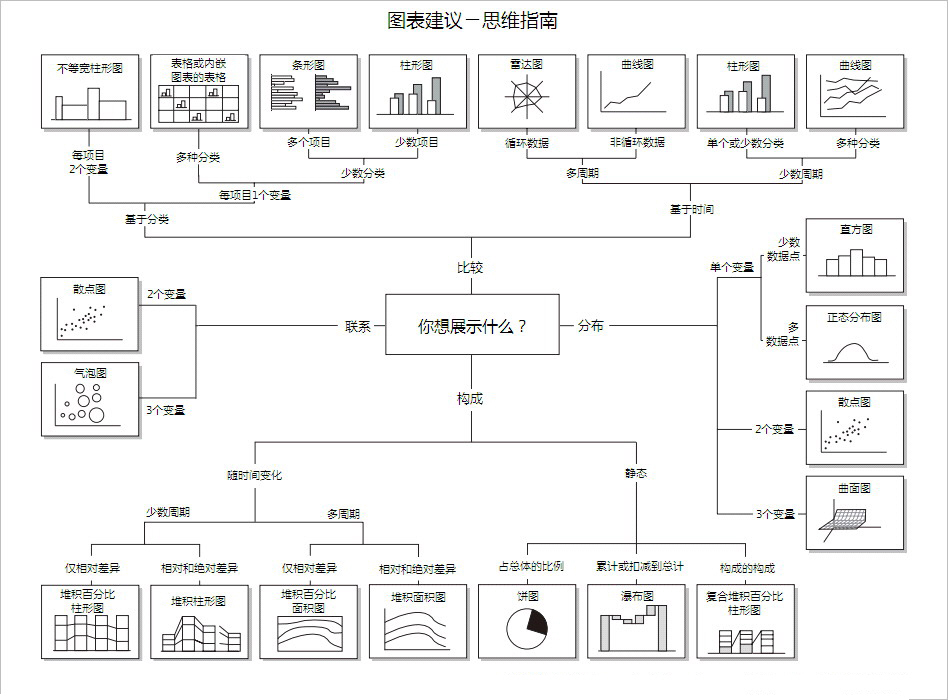 图表建议－思维指南
不等宽柱形图
表格或内嵌
图表的表格
条形图
柱形图
雷达图
曲线图
柱形图
曲线图
每项目
2个变量
多种分类
多个项目
少数项目
循环数据
非循环数据
单个或少数分类
多种分类
少数分类
多周期
少数周期
每项目1个变量
基于分类
基于时间
比较
单个变量
少数
数据点
直方图
散点图
2个变量
联系
你想展示什么？
分布
多
数据点
正态分布图
气泡图
3个变量
构成
2个变量
散点图
随时间变化
静态
3个变量
曲面图
少数周期
多周期
仅相对差异
相对和绝对差异
仅相对差异
相对和绝对差异
占总体的比例
累计或扣减到总计
构成的构成
堆积百分比
柱形图
堆积柱形图
堆积百分比
面积图
堆积面积图
饼图
瀑布图
复合堆积百分比
柱形图